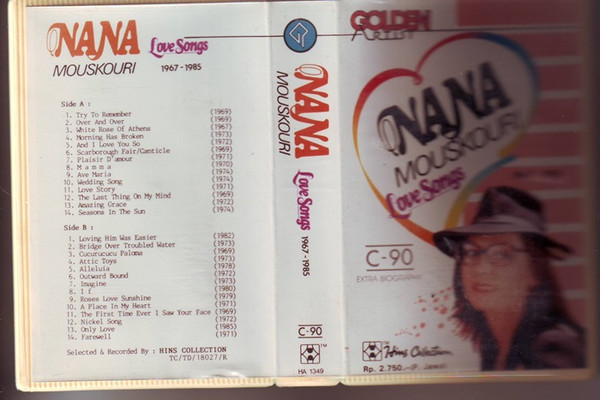 NANA
MOUSKOURI
Love Songs
1967 - 1985
Side A :
1. Try To Remember (1969)
2. Over And Over (1969)
3. White Rose Of Athens (1967)
4. Morning Has Broken (1973)
5. And I Love You So (1972)
6. Scarborough Fair/Canticle (1969)
7. Plaisir D'amour (1971)
8. M a m m a (1970)
9. Ave Maria (1974)
10. Wedding Song (1974)
11. Love Story (1971)
12. The Last Thing On My Mind (1969)
13. Amazing Grace (1972)
14. Seasons In The Sun (1974)
Side B :
1. Loving Him Was Easier (1982)
2. Bridge Over Troubled Water (1973)
3. Cucurucucu Paloma (1969)
4. Attic Toys (1973)
5. Alleluia (1978)
6. Outward Bound (1972)
7. Imagine (1973)
8. I f (1980)
9. Roses Love Sunshine (1979)
10. A Place In My Heart (1971)
11. The First Time Ever I Saw Your Face (1969)
12. Nickel Song (1972)
13. Only Love (1985)
14. Farewell (1971)
Selected & Recorded By : HINS COLLECTION
TC/TD/18027/R
NANA
MOUSKOURI
Love Songs
1967 - 1985
C-90
TM
HA 1349
GOLDEN
ARTIST
NANA
MOUSKOURI
Love Songs
C-90
EXTRA BIOGRAPHY
TM
Hins Collection
Rp. 2.750,-(P. Jawa)